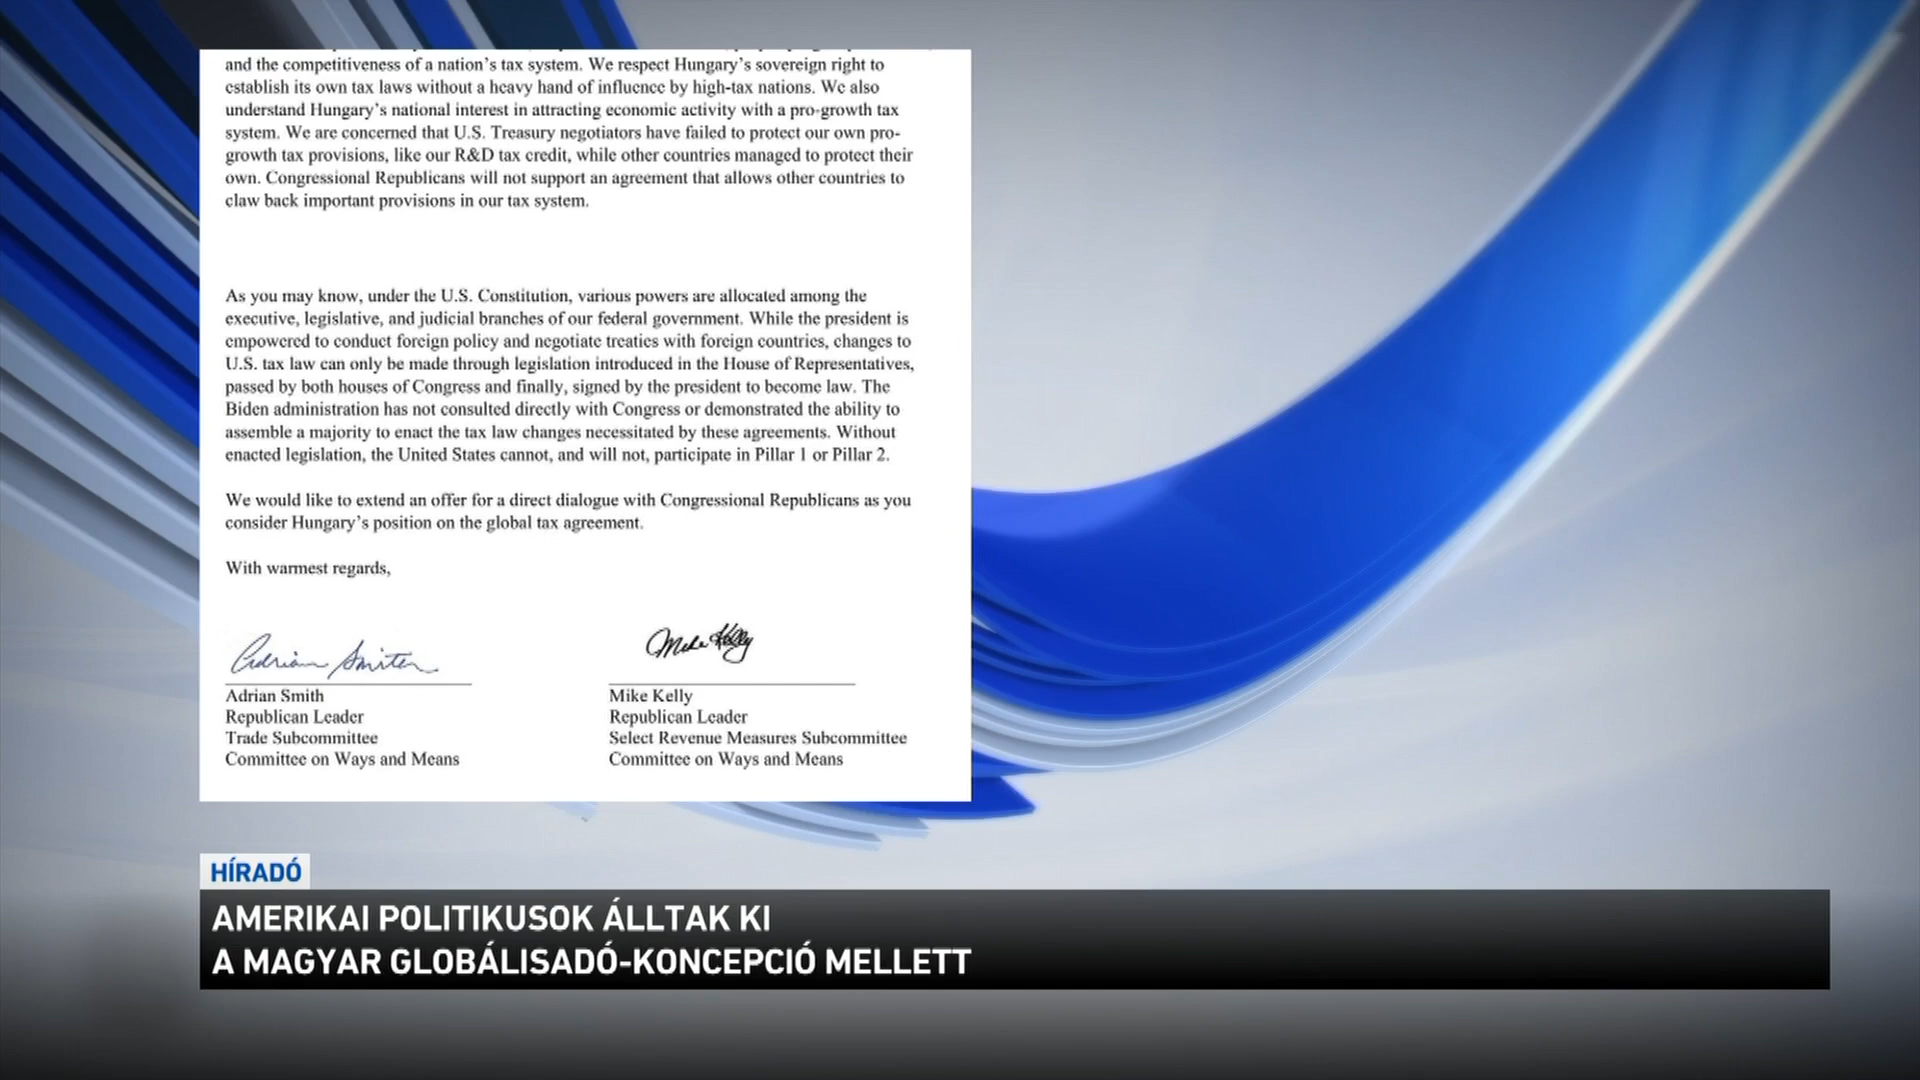 and the competitiveness of a nation's tax system. We respect Hungary's sovereign right to
establish its own tax laws without a heavy hand of influence by high-tax nations. We also
understand Hungary's national interest in attracting economic activity with a pro-growth tax
system. We are concerned that U.S. Treasury negotiators have failed to protect our own pro-
growth tax provisions, like our R&D tax credit, while other countries managed to protect their
own. Congressional Republicans will not support an agreement that allows other countries to
claw back important provisions in our tax system.
As you may know, under the U.S. Constitution, various powers are allocated among the
executive, legislative, and judicial branches of our federal government. While the president is
empowered to conduct foreign policy and negotiate treaties with foreign countries, changes to
U.S. tax law can only be made through legislation introduced in the House of Representatives,
passed by both houses of Congress and finally, signed by the president to become law. The
Biden administration has not consulted directly with Congress or demonstrated the ability to
assemble a majority to enact the tax law changes necessitated by these agreements. Without
enacted legislation, the United States cannot, and will not, participate in Pillar 1 or Pillar 2.
We would like to extend an offer for a direct dialogue with Congressional Republicans as you
consider Hungary's position on the global tax agreement.
With warmest regards,
Adrian Smith
Mike Kelly
Adrian Smith
Republican Leader
Trade Subcommittee
Committee on Ways and Means
Mike Kelly
Republican Leader
Select Revenue Measures Subcommittee
Committee on Ways and Means
HÍRADÓ
AMERIKAI POLITIKUSOK ÁLLTAK KI
A MAGYAR GLOBÁLISADÓ-KONCEPCIÓ MELLETT